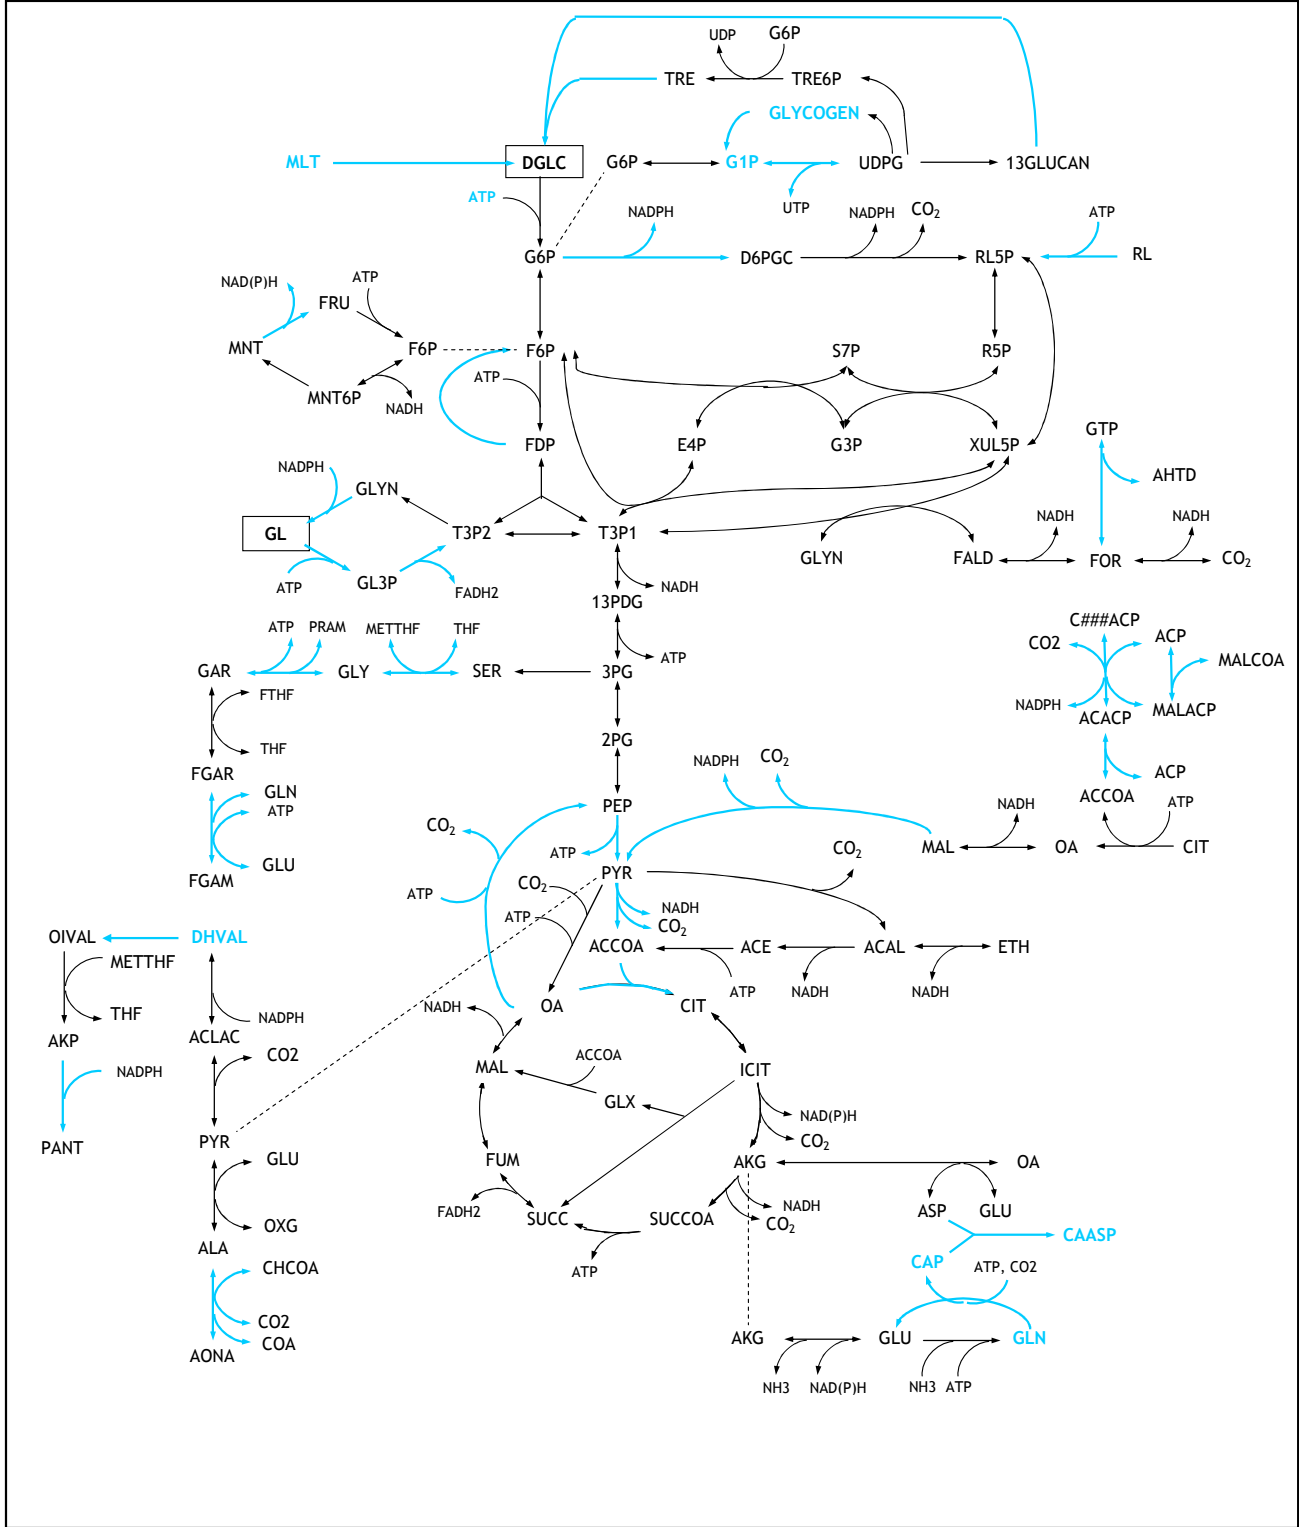 UDP G6P
TRE TRE6P
GLYCOGEN
MLT DGLC G6P G1P UDPG 13GLUCAN
ATP UTP
NADPH NADPH CO₂ ATP
G6P D6PGC RL5P RL
NAD(P)H ATP
FRU
MNT F6P F6P S7P R5P
ATP
MNT6P NADH
FDP E4P G3P XUL5P GTP
NADPH GLYN AHTD
GL T3P2 T3P1 NADH NADH
GLYN FALD FOR CO₂
ATP GL3P FADH2 NADH
13PDG
ATP PRAM METTHF THF C###ACP ACP
CO2 MALCOA
ATP
GAR GLY SER 3PG
FTHF NADPH ACACP MALACP
THF 2PG
FGAR NADPH CO₂ ACP
GLN ACCOA ATP
ATP PEP NADH
CO₂
ATP MAL OA CIT
GLU CO₂
FGAM PYR
ATP CO₂ NADH
ATP CO₂
OIVAL DHVAL ACCOA ACE ACAL ETH
METTHF
ATP NADH NADH
THF NADPH NADH OA CIT
AKP ACLAC
CO2 ACCOA
NADPH MAL ICIT
GLX NAD(P)H
PANT PYR CO₂
GLU FUM AKG OA
FADH2 NADH ASP GLU
OXG SUCC SUCCOA CO₂
ALA CAASP
CHCOA ATP CAP ATP, CO2
CO2
COA AKG GLU GLN
AONA
NH3 NAD(P)H NH3 ATP